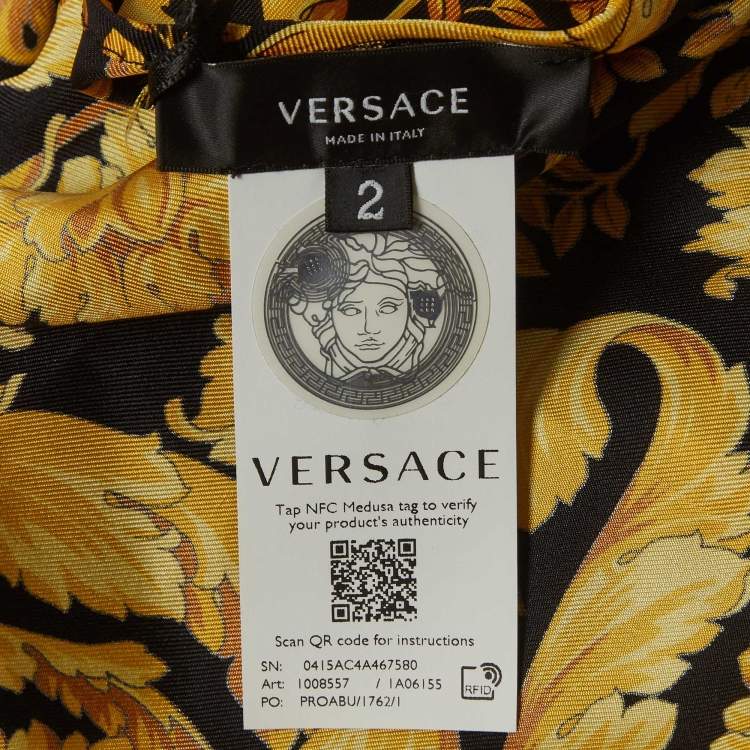 VERSACE
MADE IN ITALY
2
VERSACE
Tap NFC Medusa tag to verify
your product's authenticity
Scan QR code for instructions
SN: 0415AC4A467580
Art: 1008557 / 1A06155
PO: PROABU/1762/1
RFID